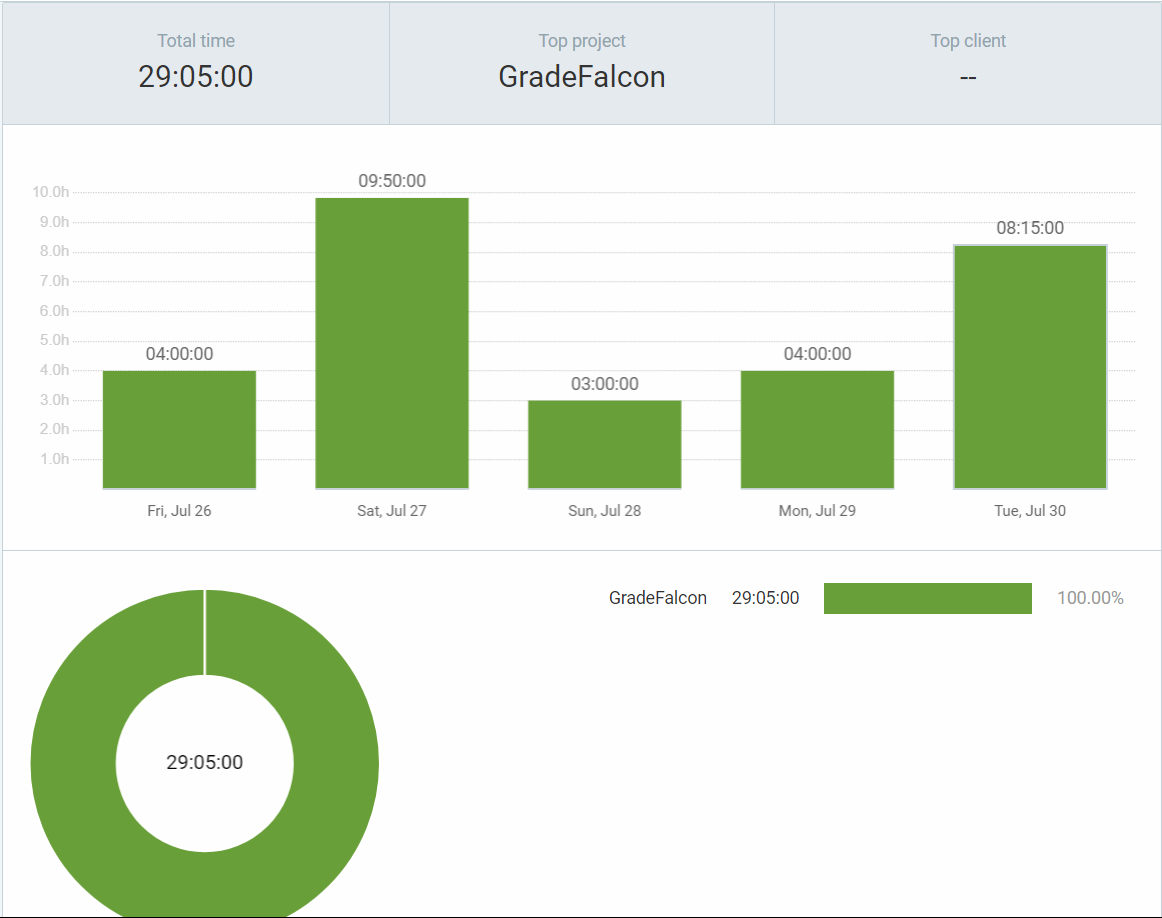 Total time Top project Top client
29:05:00 GradeFalcon --
09:50:00
10.0h
9.0h
08:15:00
8.0h
7.0h
6.0h
5.0h
04:00:00 04:00:00
4.0h
03:00:00
3.0h
2.0h
1.0h
Fri, Jul 26 Sat, Jul 27 Sun, Jul 28 Mon, Jul 29 Tue, Jul 30
GradeFalcon 29:05:00 100.00%
29:05:00